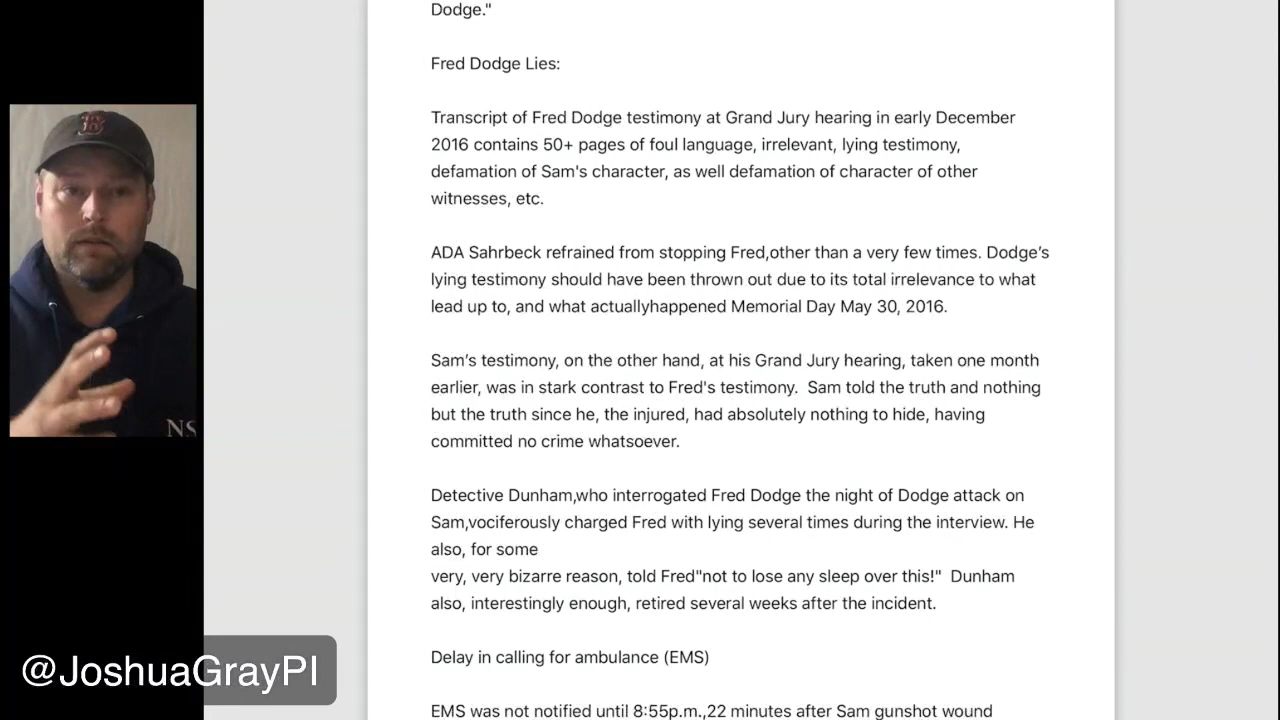 Dodge."
Fred Dodge Lies:
Transcript of Fred Dodge testimony at Grand Jury hearing in early December
2016 contains 50+ pages of foul language, irrelevant, lying testimony,
defamation of Sam's character, as well defamation of character of other
witnesses, etc.
ADA Sahrbeck refrained from stopping Fred,other than a very few times. Dodge’s
lying testimony should have been thrown out due to its total irrelevance to what
lead up to, and what actuallyhappened Memorial Day May 30, 2016.
Sam’s testimony, on the other hand, at his Grand Jury hearing, taken one month
earlier, was in stark contrast to Fred's testimony.  Sam told the truth and nothing
but the truth since he, the injured, had absolutely nothing to hide, having
committed no crime whatsoever.
Detective Dunham,who interrogated Fred Dodge the night of Dodge attack on
Sam,vociferously charged Fred with lying several times during the interview. He
also, for some
very, very bizarre reason, told Fred"not to lose any sleep over this!"  Dunham
also, interestingly enough, retired several weeks after the incident.
Delay in calling for ambulance (EMS)
EMS was not notified until 8:55p.m.,22 minutes after Sam gunshot wound
B
NS
@JoshuaGrayPI